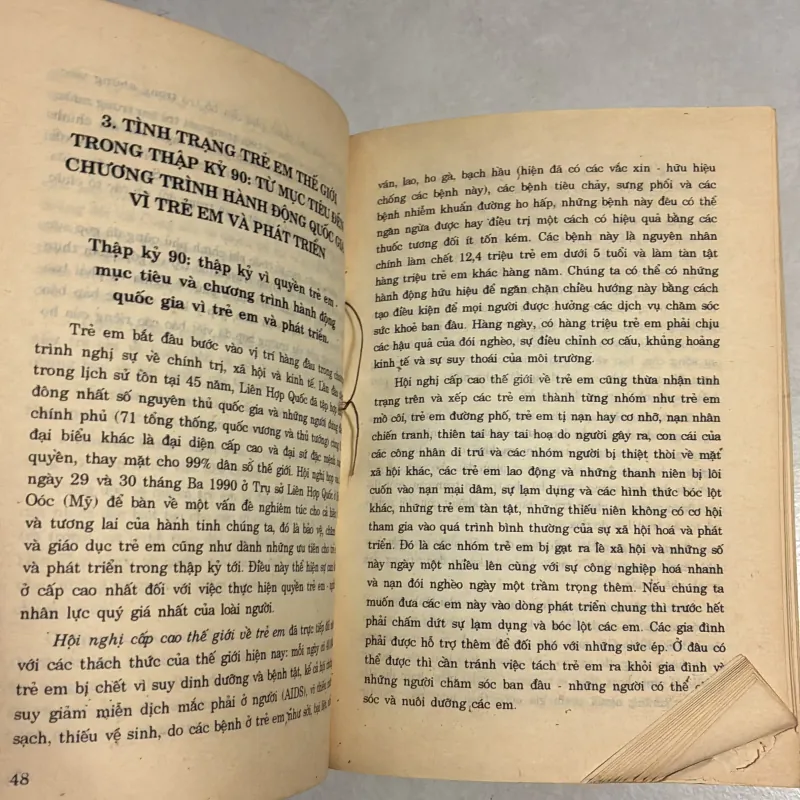 3. TÌNH TRẠNG TRẺ EM THẾ GIỚI
TRONG THẬP KỶ 90: TỪ MỤC TIÊU ĐẾN
CHƯƠNG TRÌNH HÀNH ĐỘNG QUỐC GIA
VÌ TRẺ EM VÀ PHÁT TRIỂN
Thập kỷ 90: thập kỷ vì quyền trẻ em -
mục tiêu và chương trình hành động
quốc gia vì trẻ em và phát triển.
Trẻ em bắt đầu bước vào vị trí hàng đầu trong
trình nghị sự về chính trị, xã hội và kinh tế. Lần đầu
trong lịch sử tồn tại 45 năm, Liên Hợp Quốc đã tập hợp
đông nhất số nguyên thủ quốc gia và những người đứng
chính phủ (71 tổng thống, quốc vương và thủ tướng)
đại biểu khác là đại diện cấp cao và đại sứ đặc mệnh
quyền, thay mặt cho 99% dân số thế giới. Hội nghị họp
ngày 29 và 30 tháng Ba 1990 ở Trụ sở Liên Hợp Quốc ở
Oóc (Mỹ) để bàn về một vấn đề nghiêm túc cho cả
và tương lai của hành tinh chúng ta, đó là bảo vệ, chăm
và giáo dục trẻ em cũng như dành những ưu tiên cho
và phát triển trong thập kỷ tới. Điều này thể hiện sự cam
ở cấp cao nhất đối với việc thực hiện quyền trẻ em -
nhân lực quý giá nhất của loài người.
Hội nghị cấp cao thế giới về trẻ em đã trực tiếp đối
với các thách thức của thế giới hiện nay: mỗi ngày có
trẻ em bị chết vì suy dinh dưỡng và bệnh tật, kể cả
suy giảm miễn dịch mắc phải ở người (AIDS), vì thiếu
sạch, thiếu vệ sinh, do các bệnh ở trẻ em như sởi, bại liệt,
48
ván, lao, ho gà, bạch hầu (hiện đã có các vắc xin - hữu hiệu
chống các bệnh này), các bệnh tiêu chảy, sưng phổi và các
bệnh nhiễm khuẩn đường ho hấp, những bệnh này đêu có thể
ngăn ngừa được hay điều trị một cách có hiệu quả bằng các
thuốc tương đối ít tốn kém. Các bệnh này là nguyên nhân
chính làm chết 12,4 triệu trẻ em dưới 5 tuổi và làm tàn tật
hàng triệu trẻ em khác hàng năm. Chúng ta có thể có những
hành động hữu hiệu để ngăn chận chiều hướng này bằng cách
tạo điều kiện để mọi người được hưởng các dịch vụ chăm sóc
sức khoẻ ban đâu. Hàng ngày, có hàng triệu trẻ em phải chịu
các hậu quả của đói nghèo, sự điều chỉnh cơ cấu, khủng hoảng
kinh tế và sự suy thoái của môi trường.
Hội nghị cấp cao thế giới về trẻ em cũng thừa nhận tình
trạng trên và xếp các trẻ em thành từng nhóm như trẻ em
mồ côi, trẻ em đường phố, trẻ em tị nạn hay cơ nhỡ, nạn nhân
chiến tranh, thiên tai hay tai hoạ do người gây ra, con cái của
các công nhân di trú và các nhóm người bị thiệt thòi về mặt
xã hội khác, các trẻ em lao động và những thanh niên bị lôi
cuốn vào nạn mại dâm, sự lạm dụng và các hình thức bóc lột
khác, những trẻ em tàn tật, những thiếu niên không có cơ hội
tham gia vào quá trình bình thường của sự xã hội hoá và phát
triển. Đó là các nhóm trẻ em bị gạt ra lề xã hội và những số
này ngày một nhiều lên cùng với sự công nghiệp hoá nhanh
và nạn đói nghèo ngày một trầm trọng thêm. Nếu chúng ta
muốn đưa các em này vào dòng phát triển chung thì trước hết
phải chấm dứt sự lạm dụng và bóc lột các em. Các gia đình
phải được hỗ trợ thêm để đối phó với những sức ép. Ở đâu có
thể được thì cần tránh việc tách trẻ em ra khỏi gia đình và
những người chăm sóc ban đầu - những người có thể
sóc và nuôi dưỡng các em.